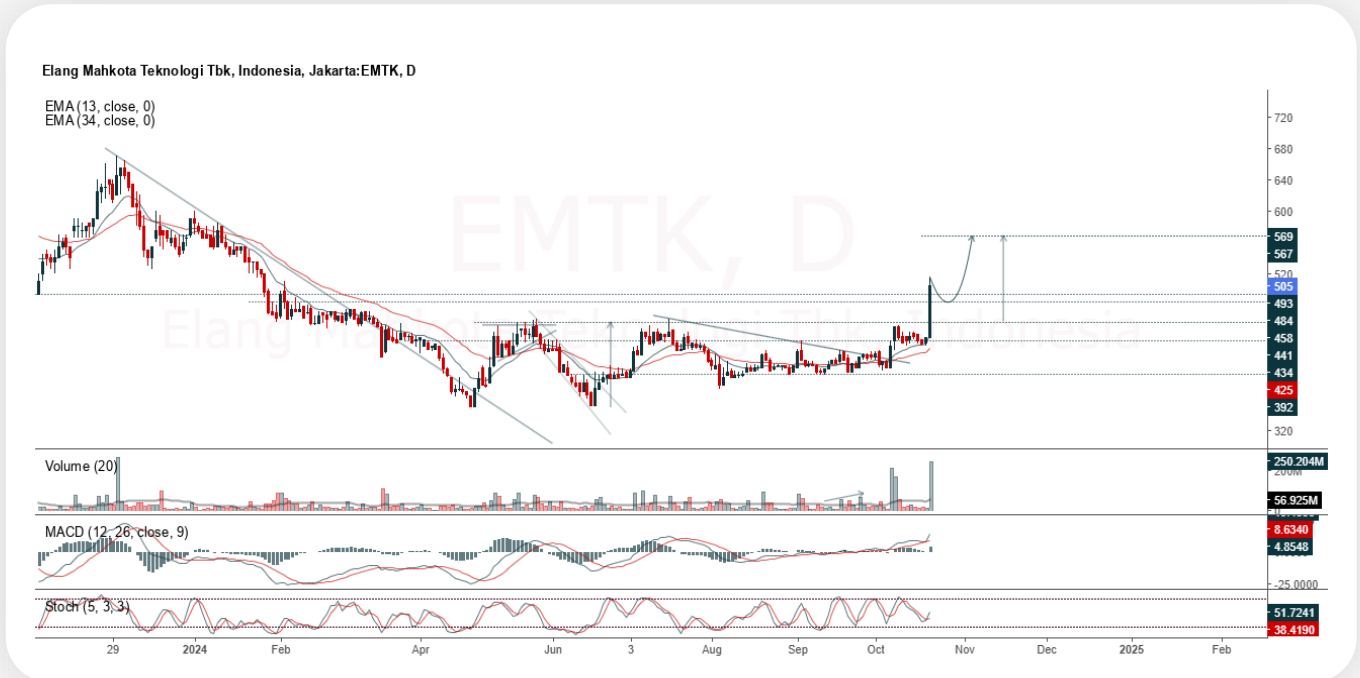 Elang Mahkota Teknologi Tbk, Indonesia, Jakarta:EMTK, D
EMA (13, close, 0)
EMA (34, close, 0)
EMTK, D
Elang Mahkota Teknologi Tbk, Indonesia
720
680
640
600
569
567
520
505
493
484
458
441
434
425
392
320
Volume (20)
250.204M
200M
56.925M
0
MACD (12, 26, close, 9)
8.6340
4.8548
-25.0000
Stoch (5, 3, 3)
51.7241
38.4190
29 2024 Feb Apr Jun 3 Aug Sep Oct Nov Dec 2025 Feb